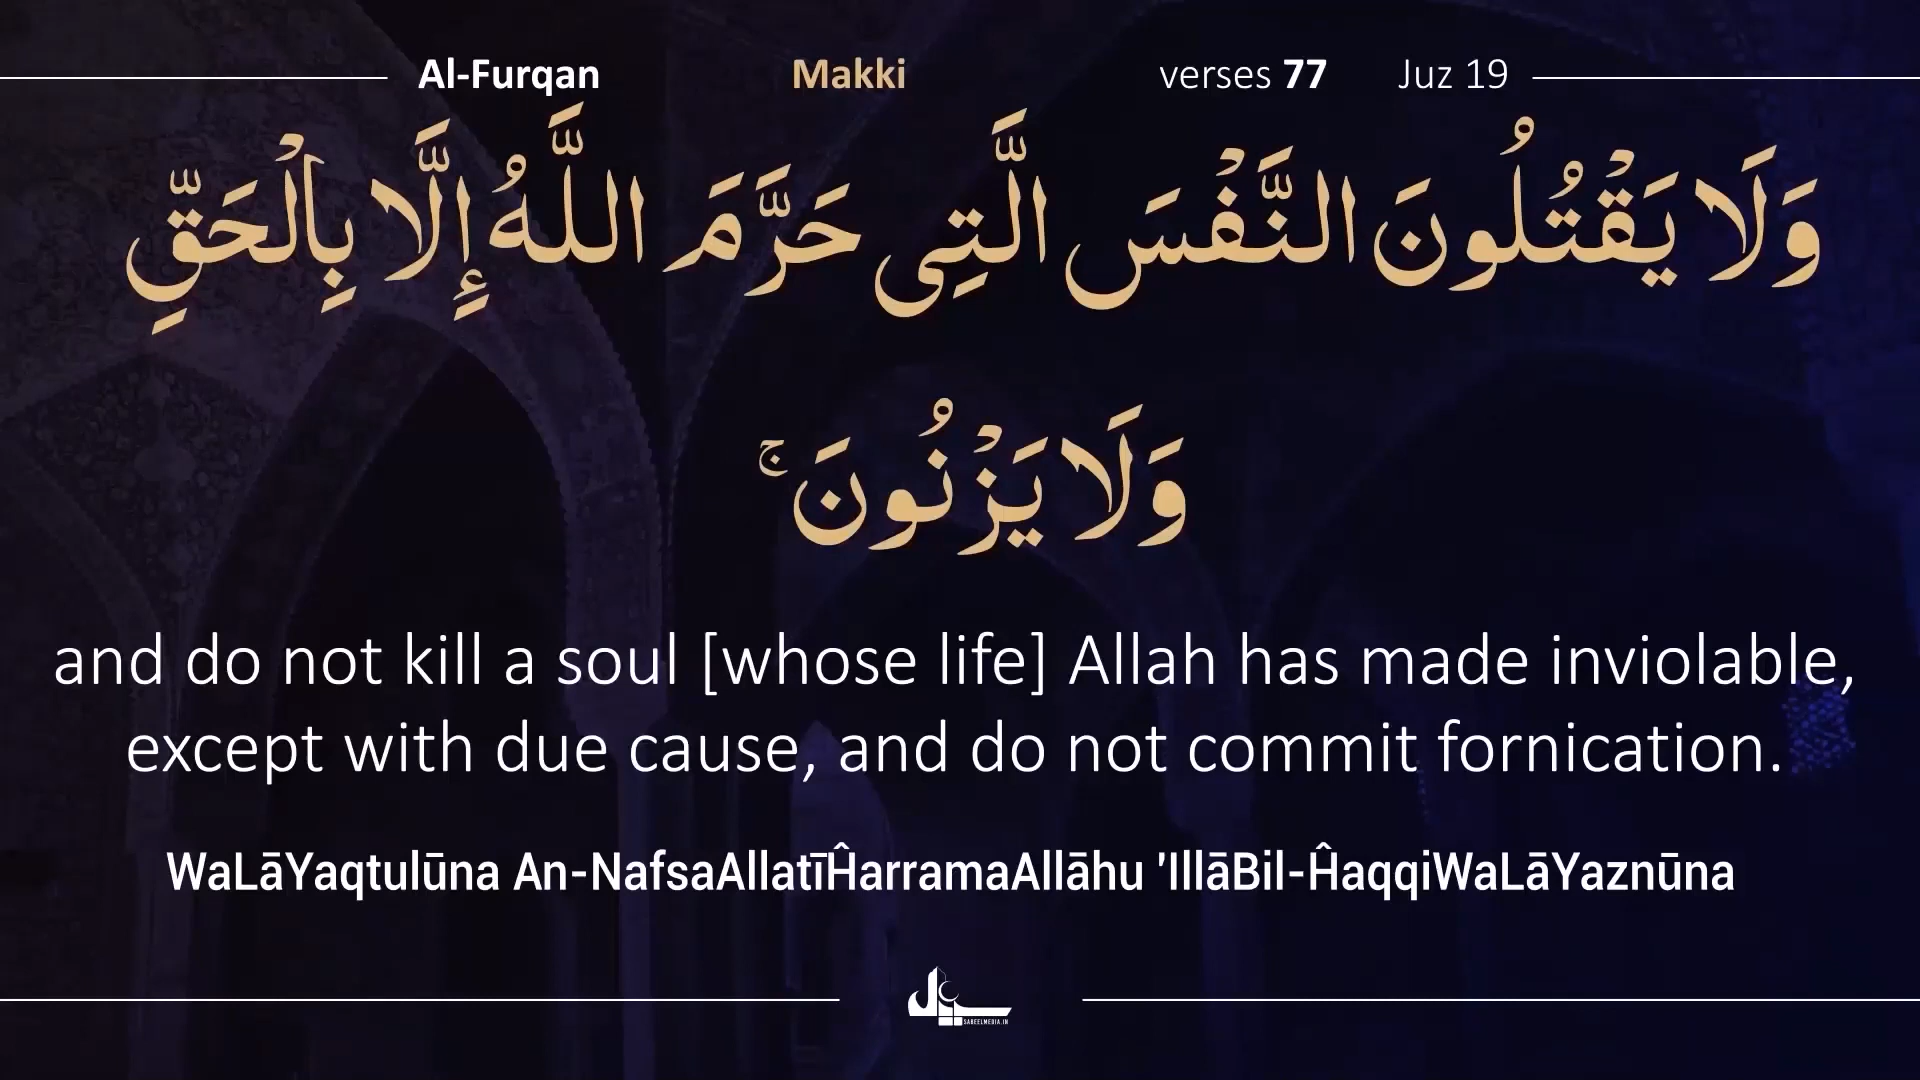 Al-Furqan Makki verses 77 Juz 19
وَلَا يَقْتُلُونَ النَّفْسَ الَّتِى حَرَّمَ اللَّهُ إِلَّا بِالْحَقِّ
وَلَا يَزْنُونَ ۚ
and do not kill a soul [whose life] Allah has made inviolable,
except with due cause, and do not commit fornication.
WaLāYaqtulūna An-NafsaAllatīĤarramaAllāhu 'IllāBil-ĤaqqiWaLāYaznūna
SABEELMEDIA.IN